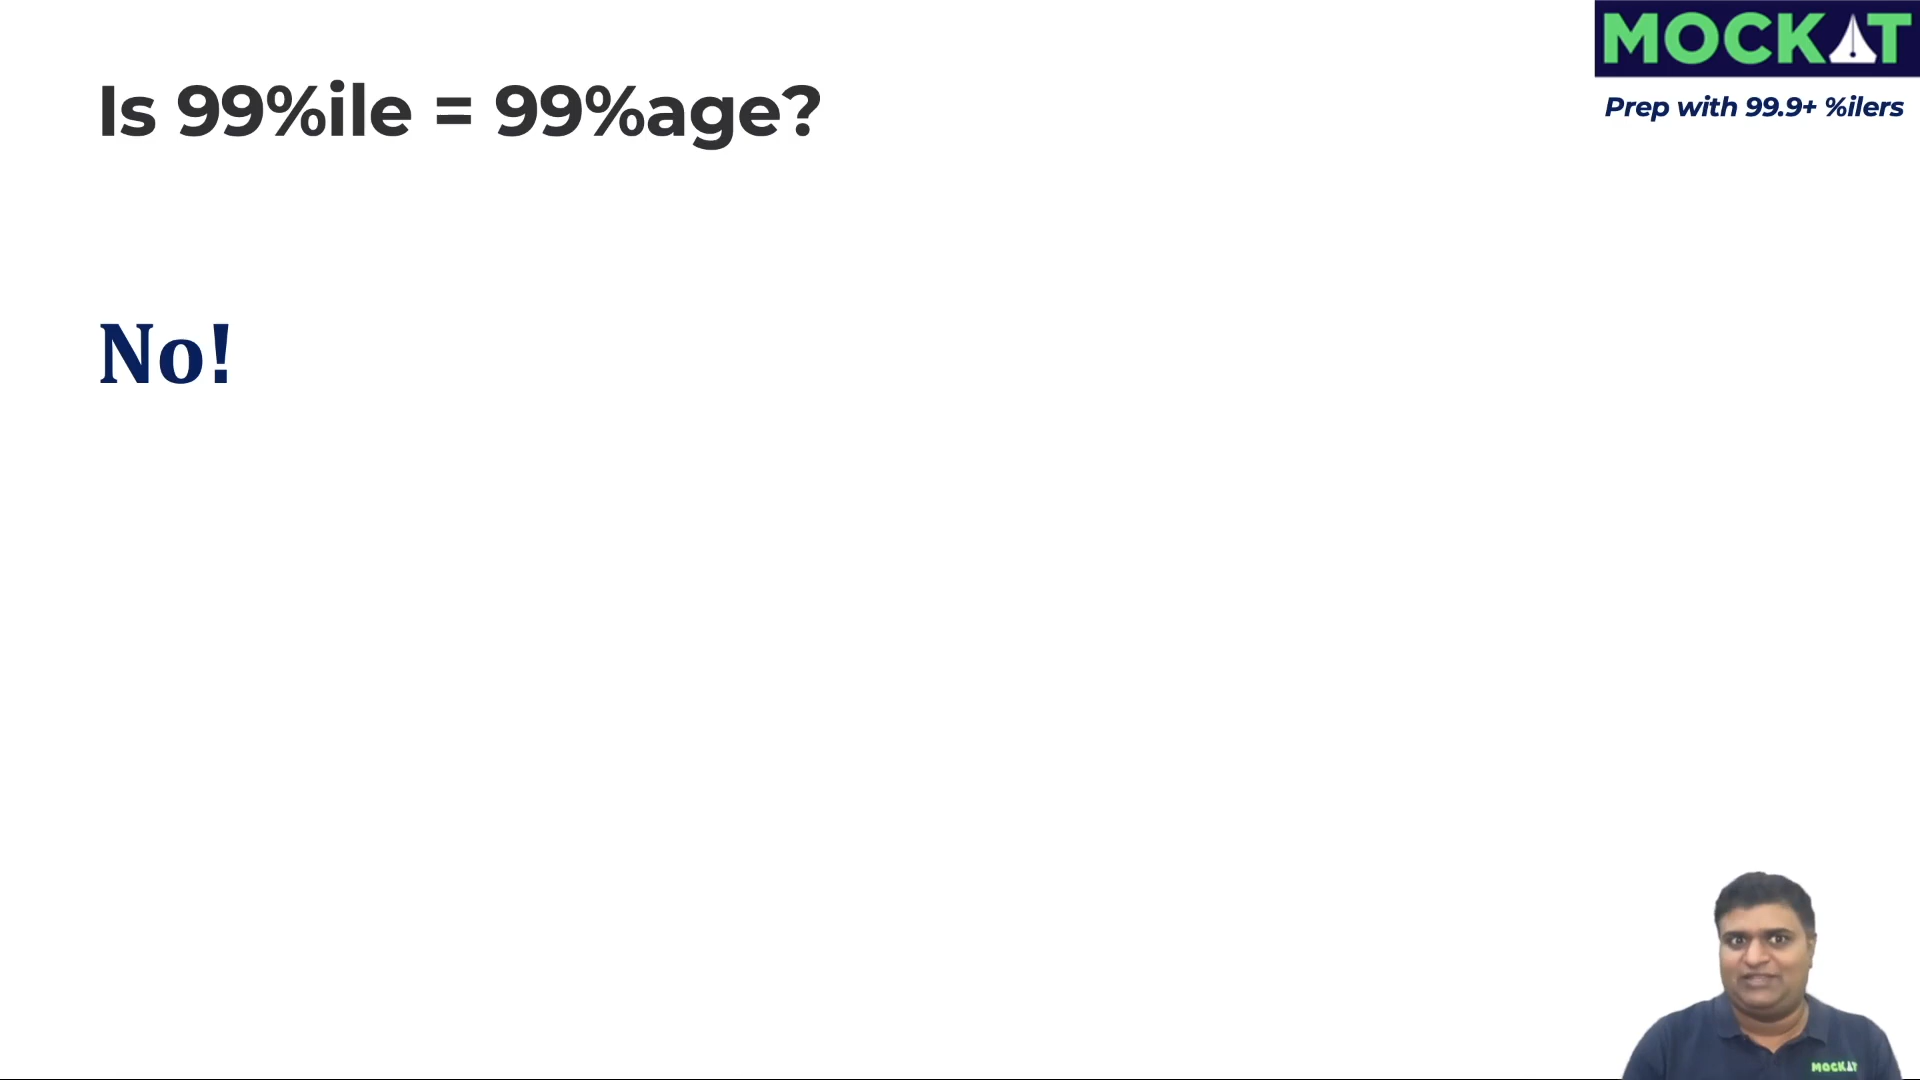 MOCKAT
Prep with 99.9+ %ilers
Is 99%ile = 99%age?
No!
MOCKAT